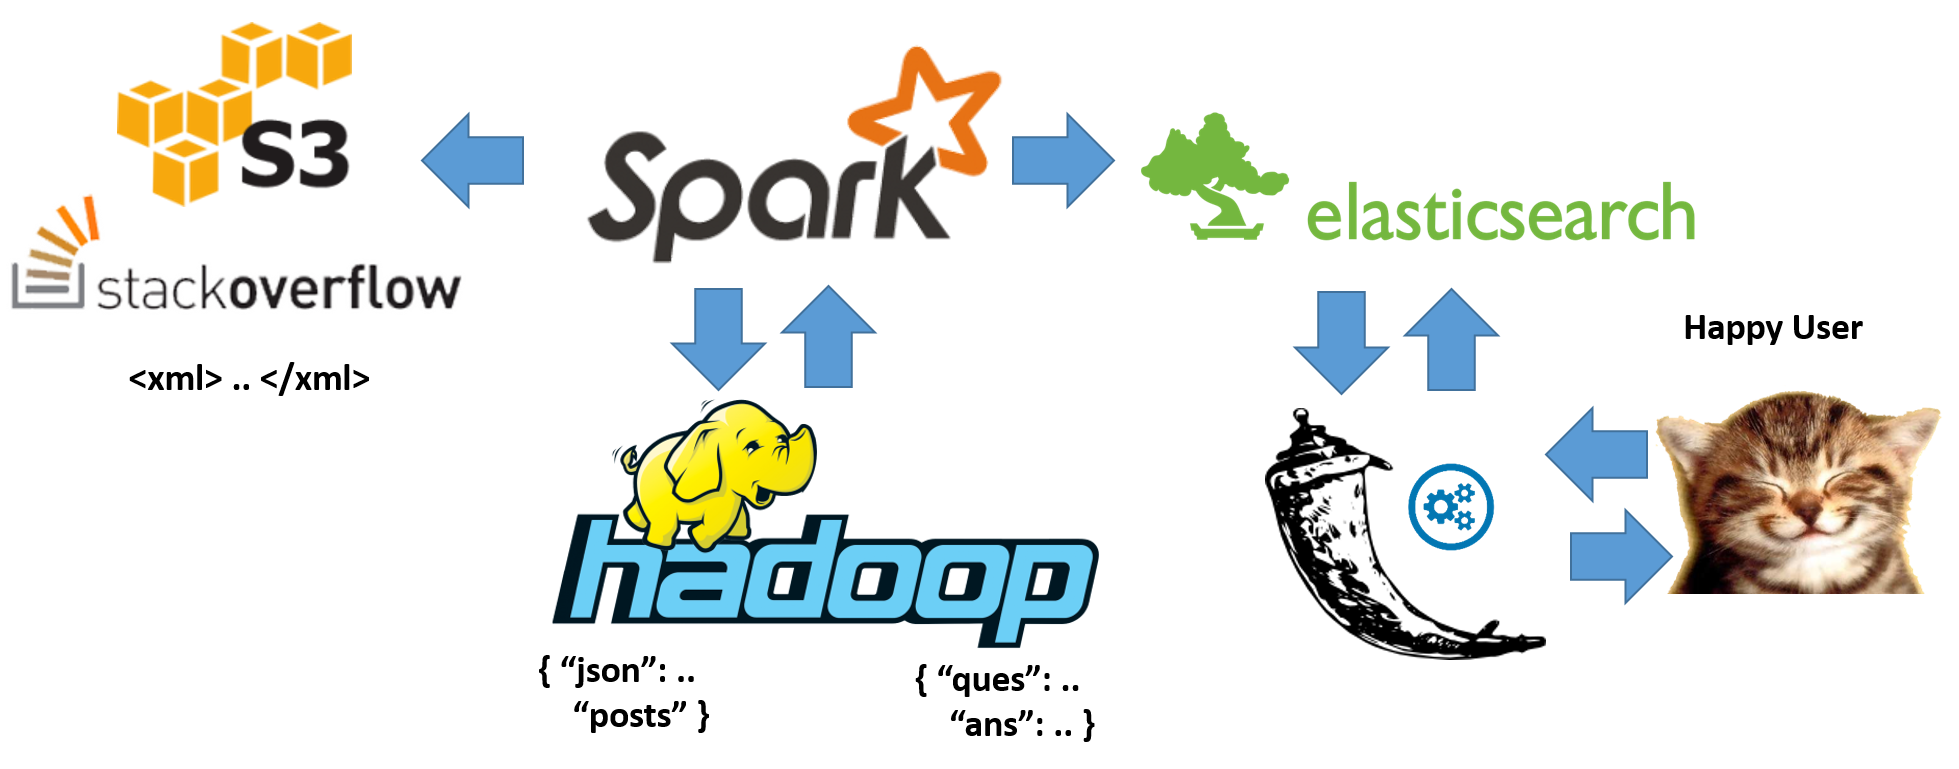 S3
stackoverflow
<xml> .. </xml>
Spark
elasticsearch
hadoop
{ “json”: ..
“posts” }
{ “ques”: ..
“ans”: .. }
Happy User